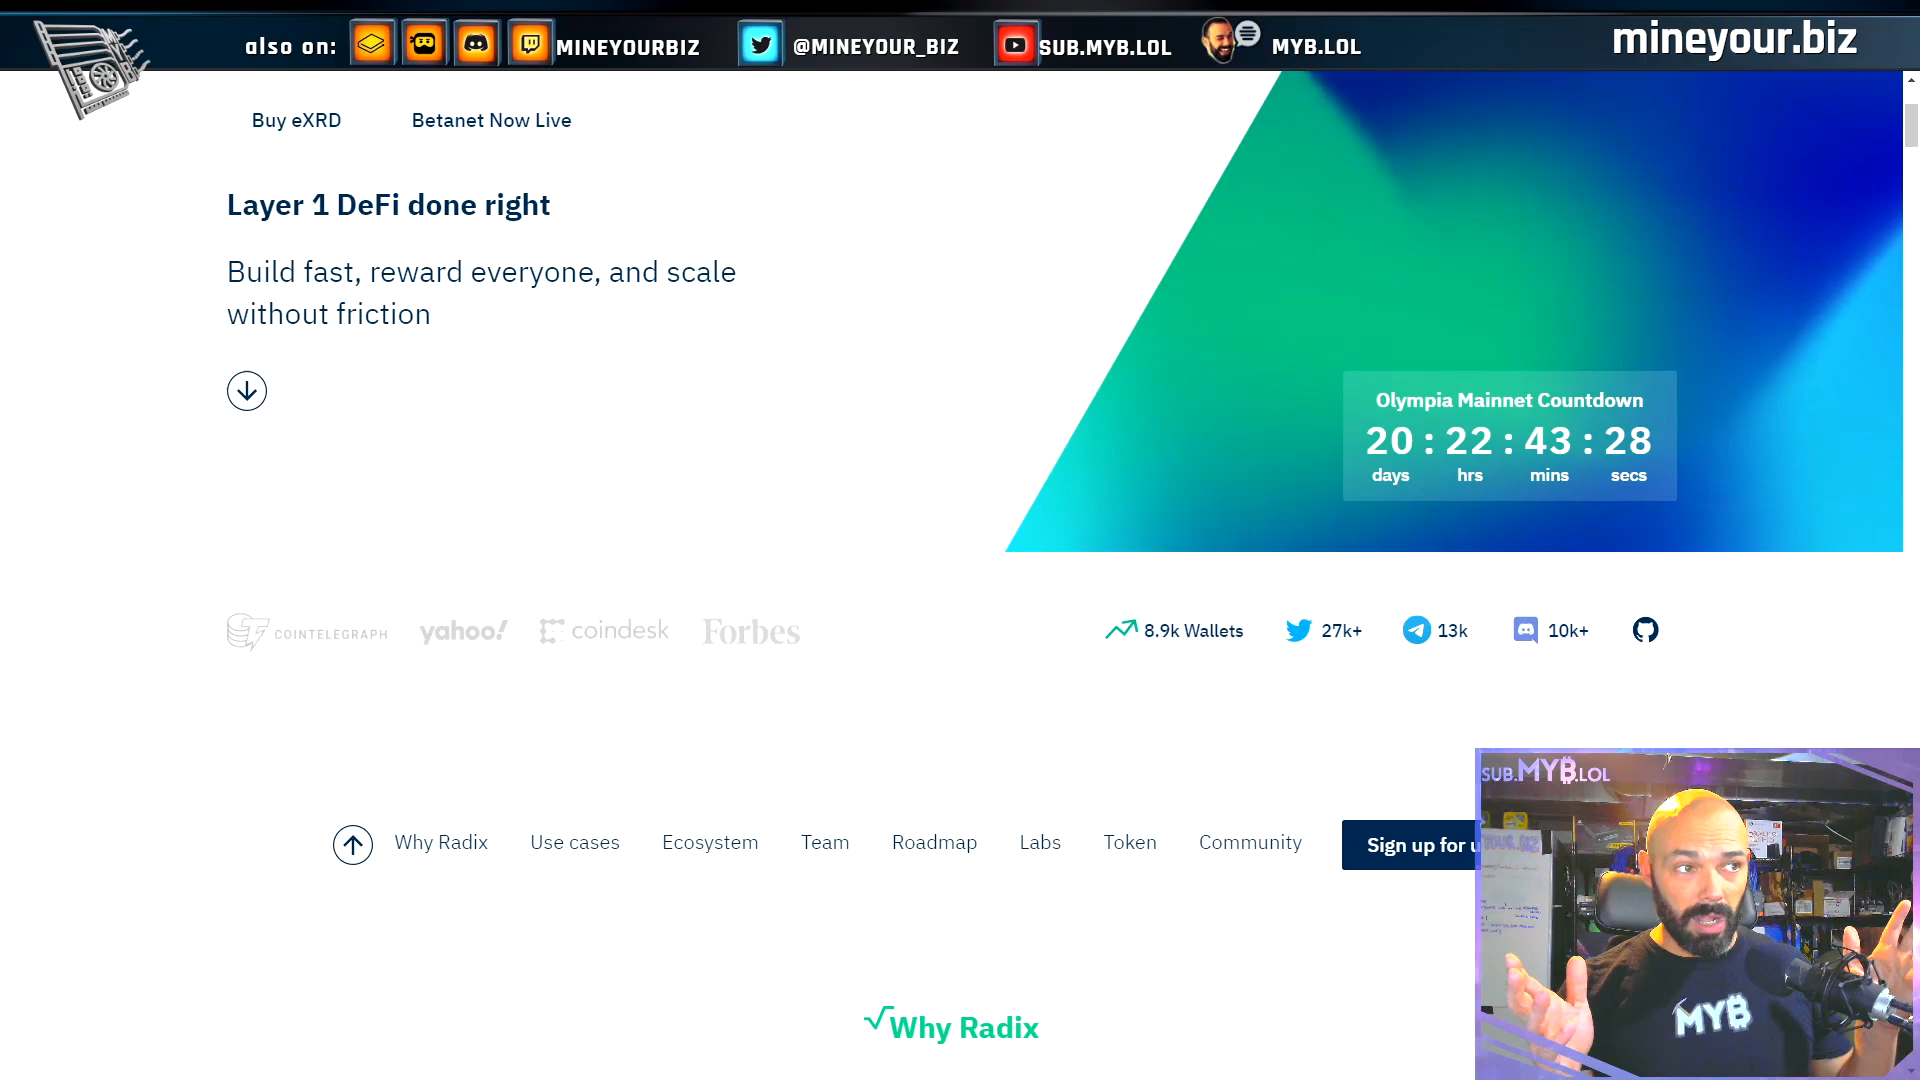 also on:
MINEYOURBIZ
@MINEYOUR_BIZ
SUB.MYB.LOL
MYB.LOL
mineyour.biz
Buy eXRD
Betanet Now Live
Layer 1 DeFi done right
Build fast, reward everyone, and scale
without friction
Olympia Mainnet Countdown
20 : 22 : 43 : 28
days hrs mins secs
COINTELEGRAPH
yahoo!
coindesk
Forbes
8.9k Wallets
27k+
13k
10k+
SUB.MYB.LOL
Why Radix
Use cases
Ecosystem
Team
Roadmap
Labs
Token
Community
Sign up for u
MYB
Why Radix